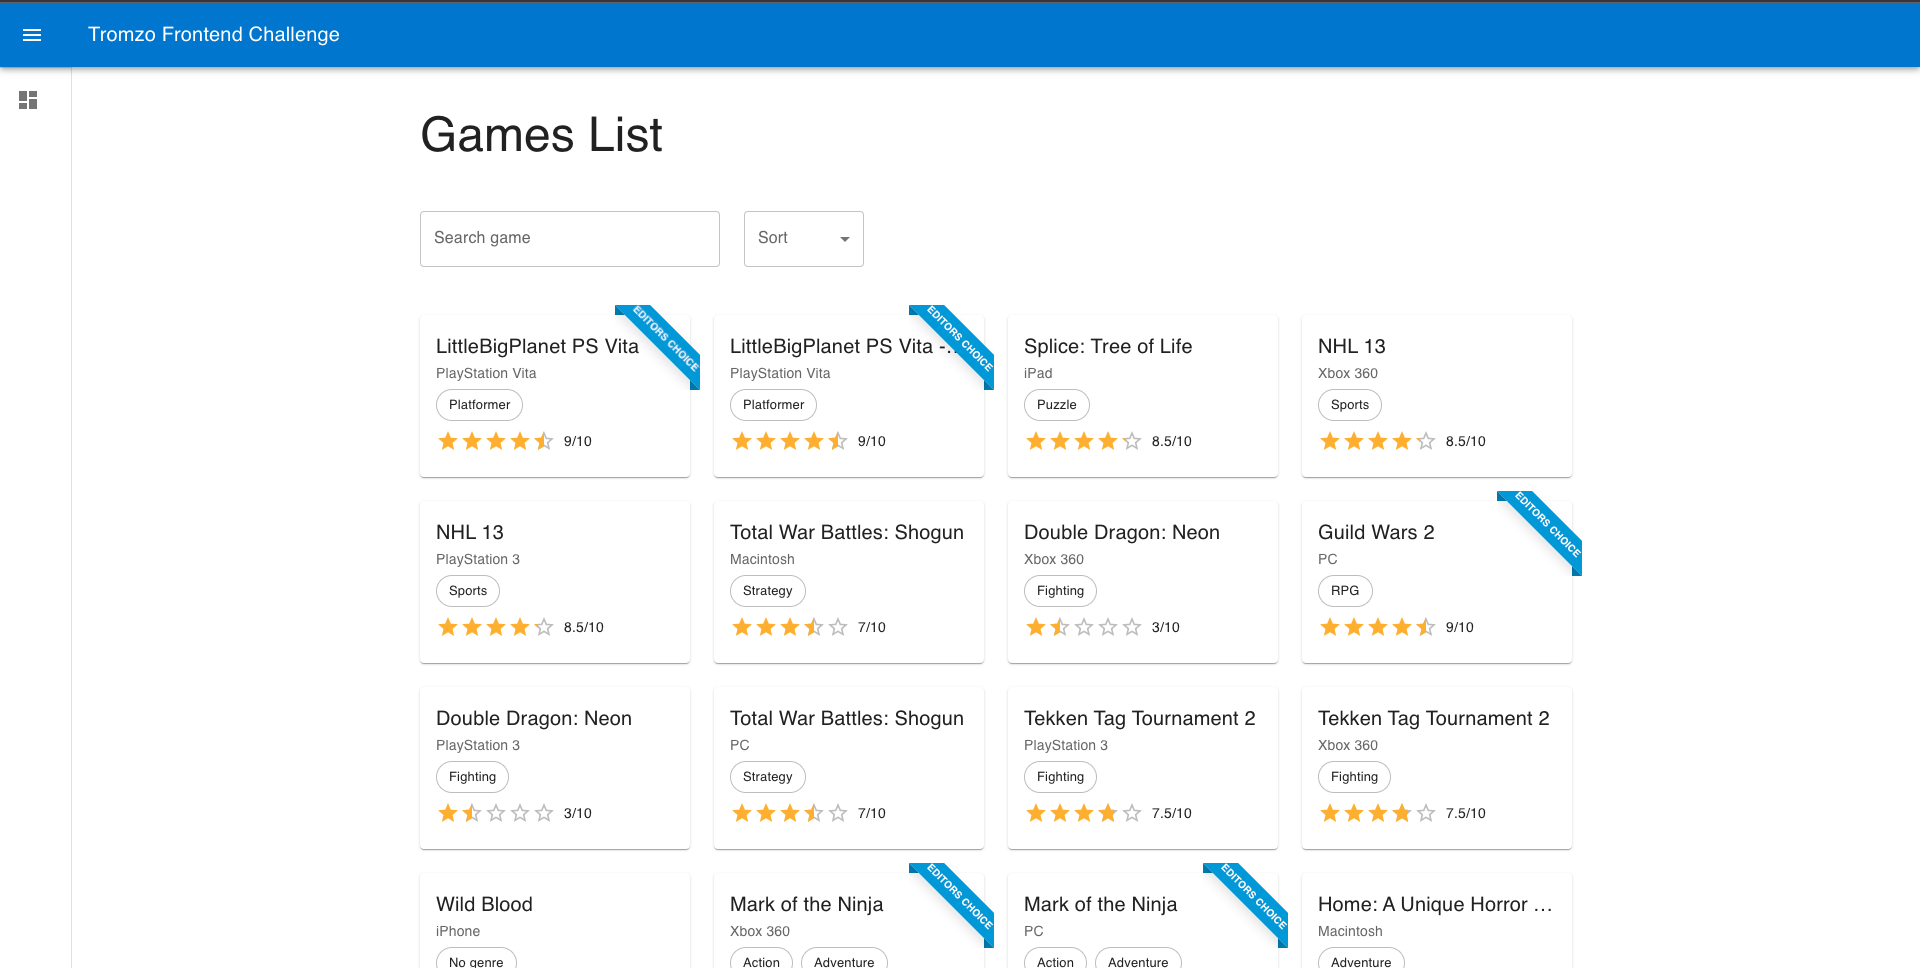 Tromzo Frontend Challenge
Games List
Search game
Sort
EDITORS CHOICE
LittleBigPlanet PS Vita
PlayStation Vita
Platformer
9/10
EDITORS CHOICE
LittleBigPlanet PS Vita -...
PlayStation Vita
Platformer
9/10
Splice: Tree of Life
iPad
Puzzle
8.5/10
NHL 13
Xbox 360
Sports
8.5/10
NHL 13
PlayStation 3
Sports
8.5/10
Total War Battles: Shogun
Macintosh
Strategy
7/10
Double Dragon: Neon
Xbox 360
Fighting
3/10
EDITORS CHOICE
Guild Wars 2
PC
RPG
9/10
Double Dragon: Neon
PlayStation 3
Fighting
3/10
Total War Battles: Shogun
PC
Strategy
7/10
Tekken Tag Tournament 2
PlayStation 3
Fighting
7.5/10
Tekken Tag Tournament 2
Xbox 360
Fighting
7.5/10
Wild Blood
iPhone
No genre
EDITORS CHOICE
Mark of the Ninja
Xbox 360
Action Adventure
EDITORS CHOICE
Mark of the Ninja
PC
Action Adventure
Home: A Unique Horror ...
Macintosh
Adventure